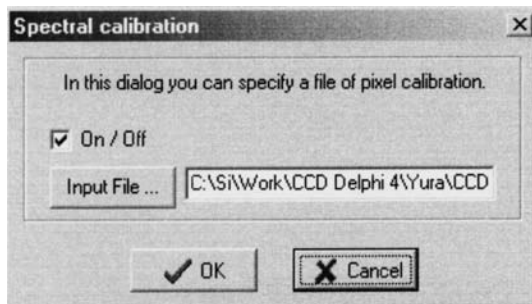 Spectral calibration
In this dialog you can specify a file of pixel calibration.
On / Off
Input File ... C:\Si\Work\CCD Delphi 4\Yura\CCD
OK Cancel